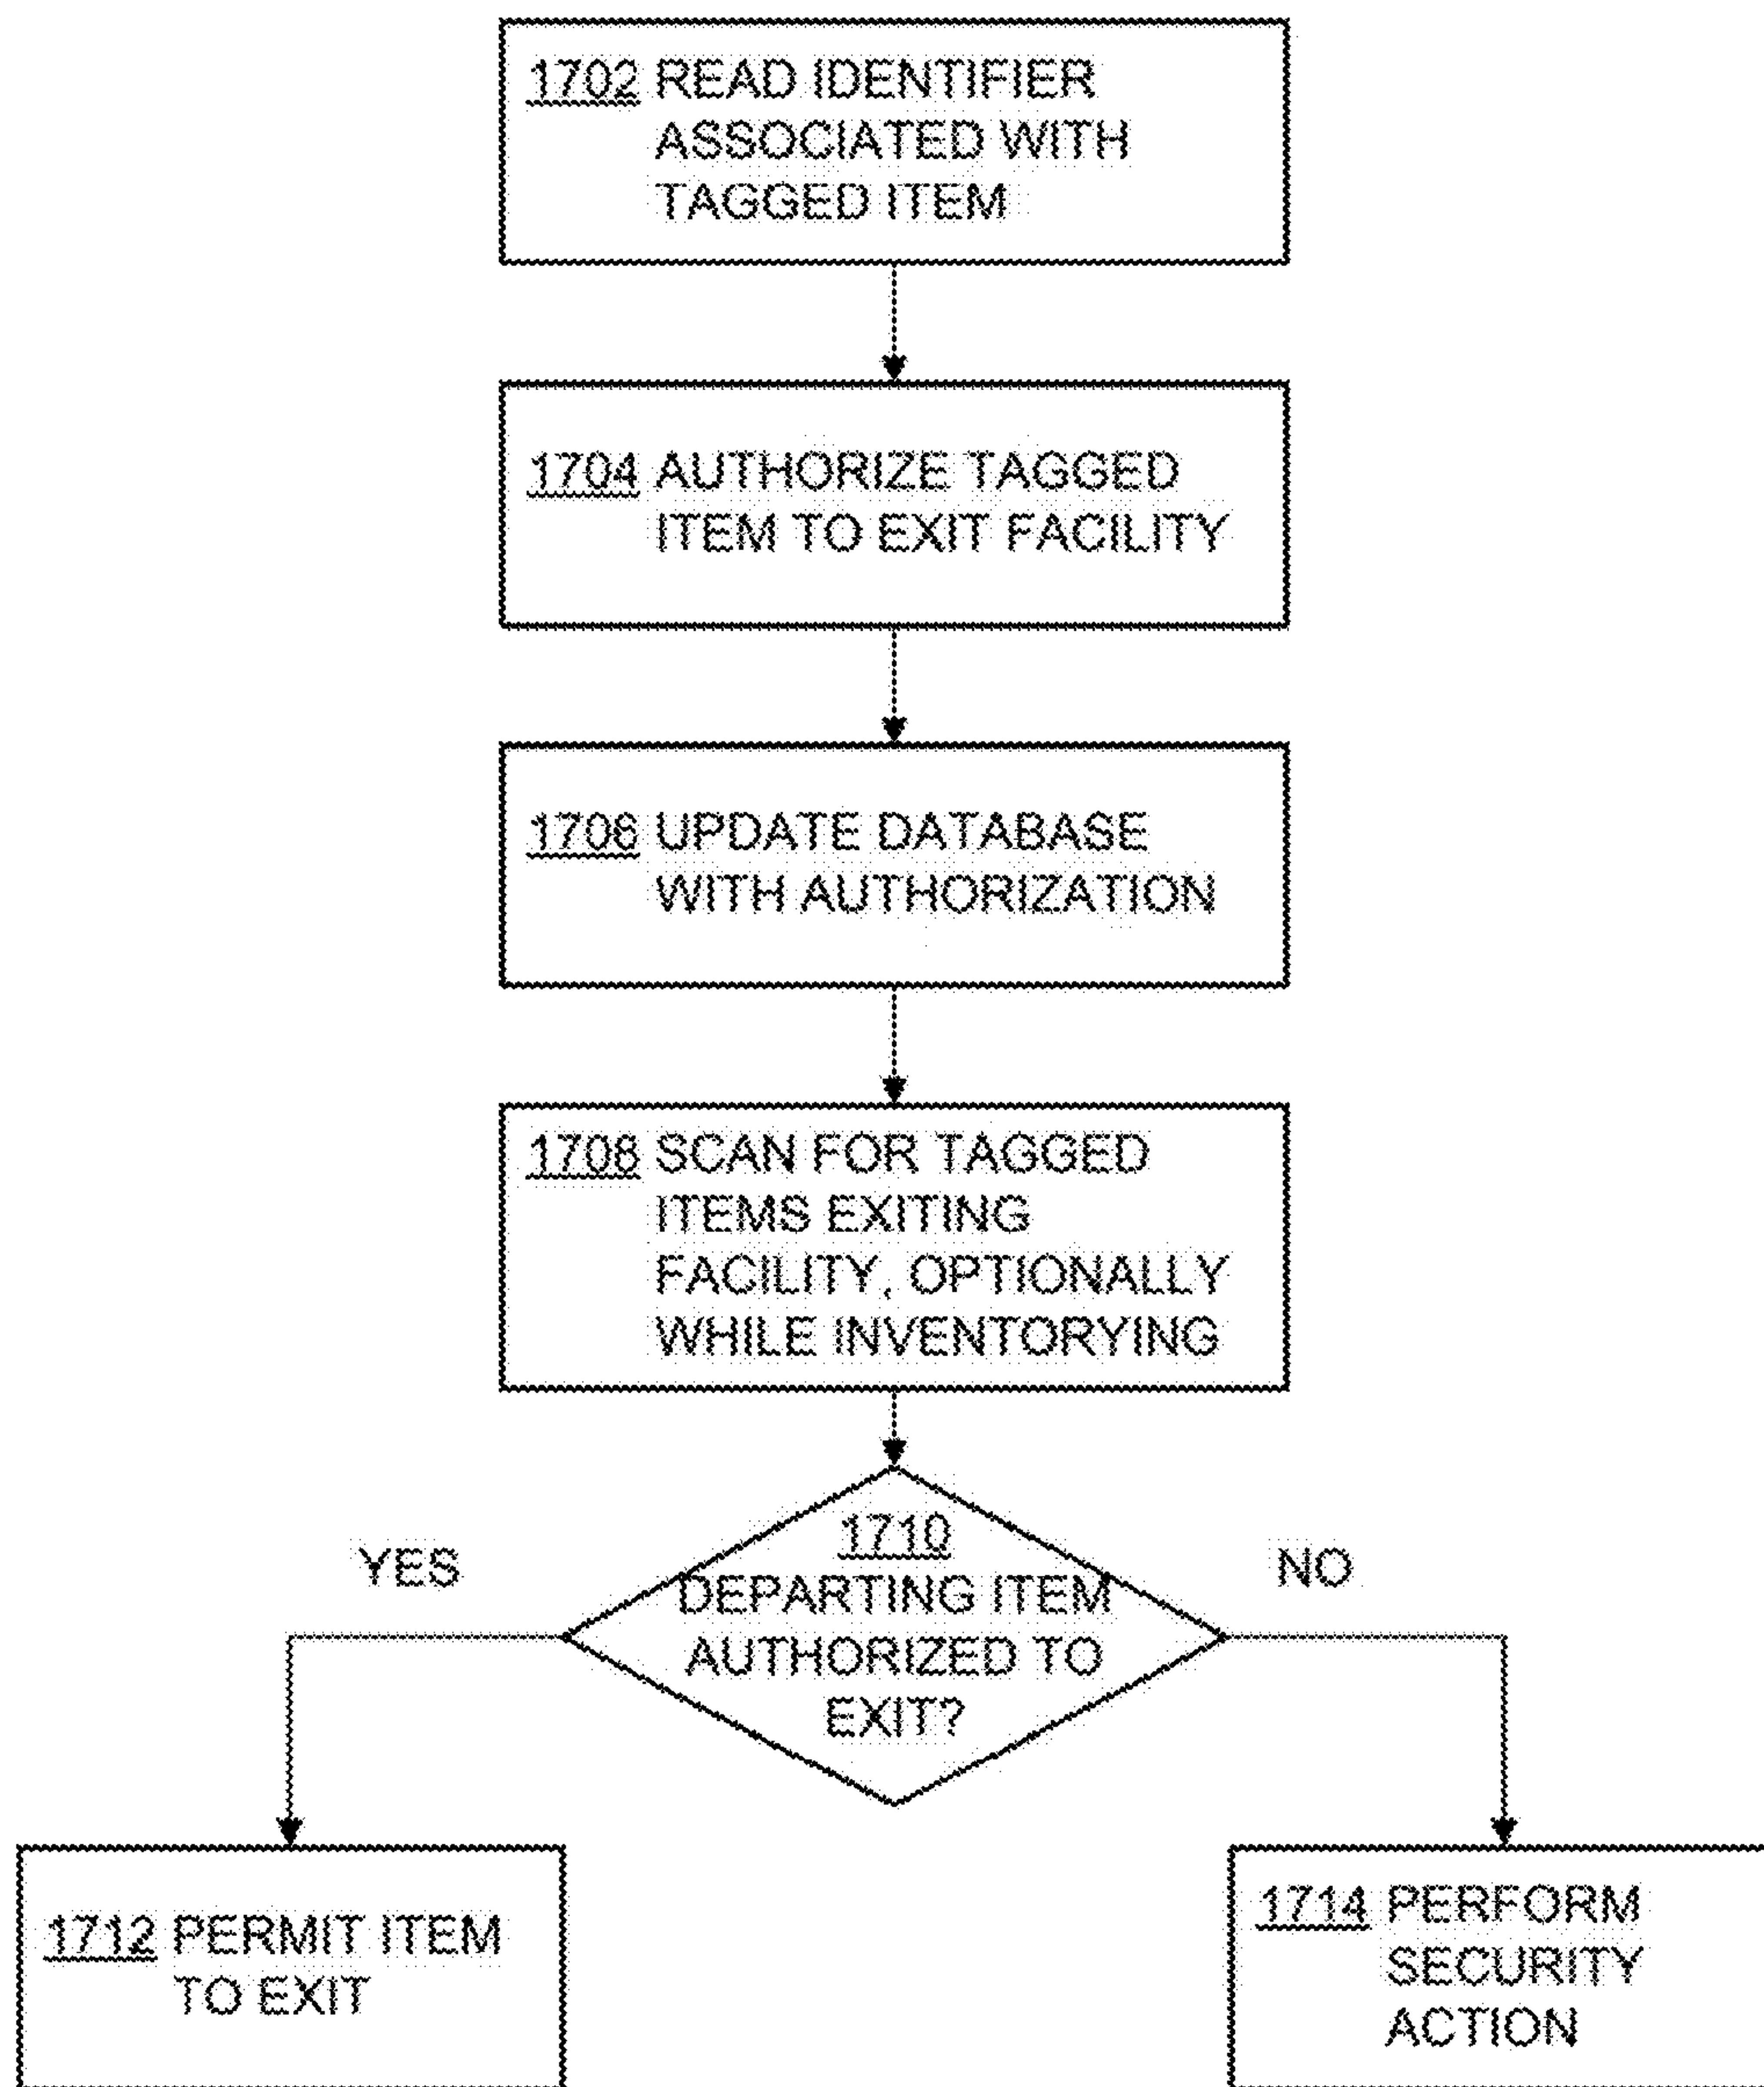 1702 READ IDENTIFIER
ASSOCIATED WITH
TAGGED ITEM
1704 AUTHORIZE TAGGED
ITEM TO EXIT FACILITY
1706 UPDATE DATABASE
WITH AUTHORIZATION
1708 SCAN FOR TAGGED
ITEMS EXITING
FACILITY, OPTIONALLY
WHILE INVENTORYING
1710
DEPARTING ITEM
AUTHORIZED TO
EXIT?
YES
NO
1712 PERMIT ITEM
TO EXIT
1714 PERFORM
SECURITY
ACTION